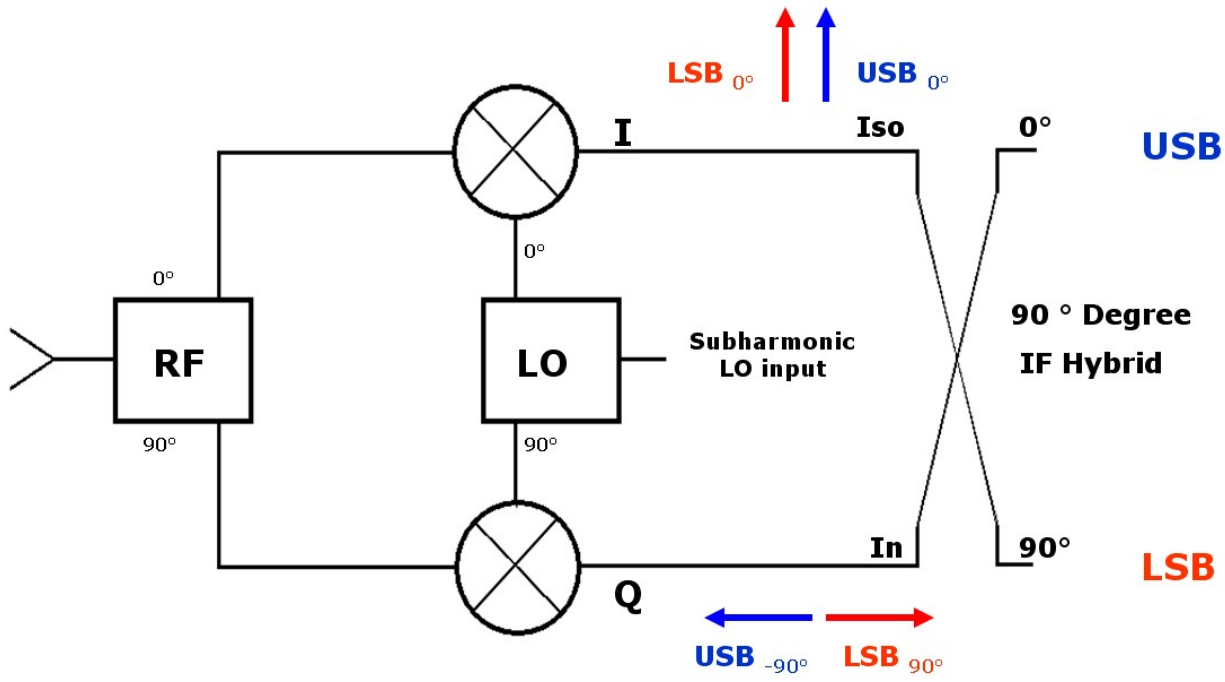 LSB 0°
USB 0°
I
Iso
0°
USB
0°
0°
RF
LO
Subharmonic
LO input
90 ° Degree
IF Hybrid
90°
90°
In
90°
LSB
Q
USB -90°
LSB 90°